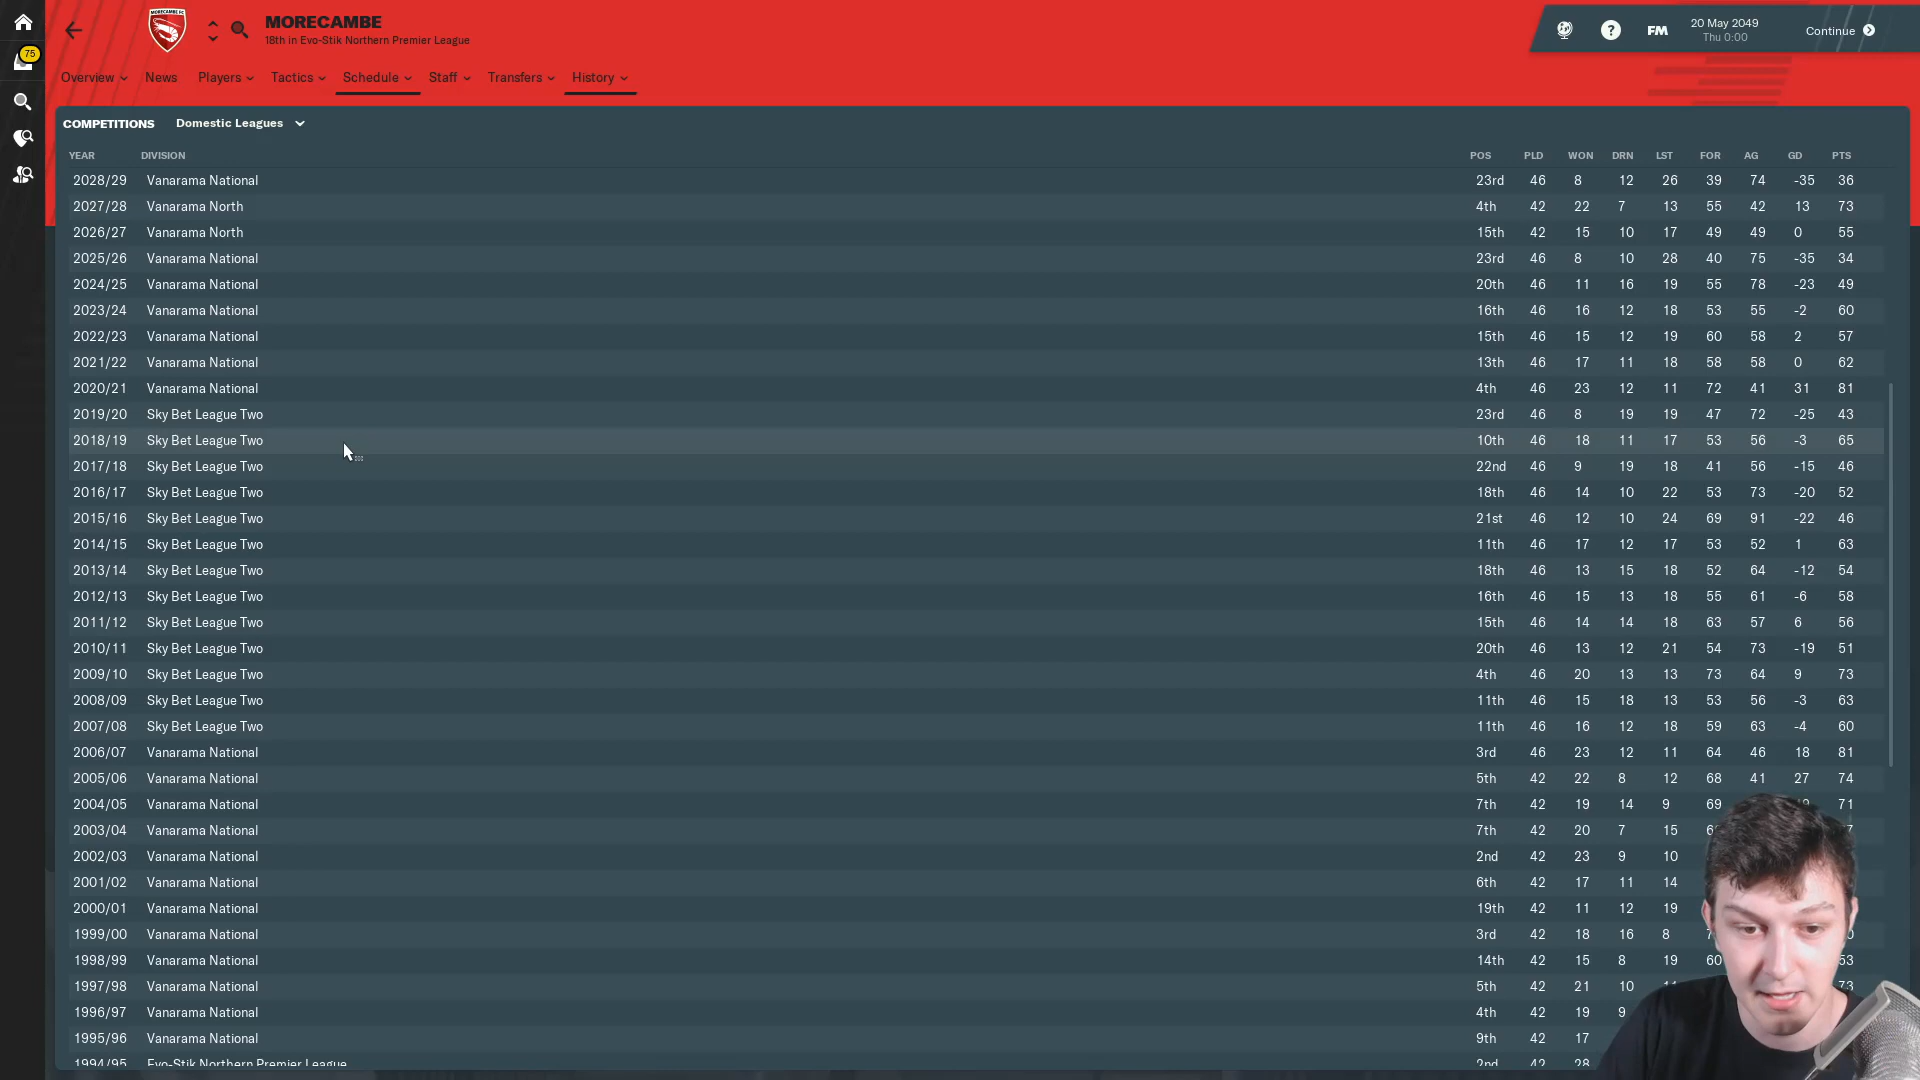 MORECAMBE
18th in Evo-Stik Northern Premier League
20 May 2049
Thu 0:00
FM
Continue
75
Overview News Players Tactics Schedule Staff Transfers History
COMPETITIONS Domestic Leagues
YEAR DIVISION POS PLD WON DRN LST FOR AG GD PTS
2028/29 Vanarama National 23rd 46 8 12 26 39 74 -35 36
2027/28 Vanarama North 4th 42 22 7 13 55 42 13 73
2026/27 Vanarama North 15th 42 15 10 17 49 49 0 55
2025/26 Vanarama National 23rd 46 8 10 28 40 75 -35 34
2024/25 Vanarama National 20th 46 11 16 19 55 78 -23 49
2023/24 Vanarama National 16th 46 16 12 18 53 55 -2 60
2022/23 Vanarama National 15th 46 15 12 19 60 58 2 57
2021/22 Vanarama National 13th 46 17 11 18 58 58 0 62
2020/21 Vanarama National 4th 46 23 12 11 72 41 31 81
2019/20 Sky Bet League Two 23rd 46 8 19 19 47 72 -25 43
2018/19 Sky Bet League Two 10th 46 18 11 17 53 56 -3 65
2017/18 Sky Bet League Two 22nd 46 9 19 18 41 56 -15 46
2016/17 Sky Bet League Two 18th 46 14 10 22 53 73 -20 52
2015/16 Sky Bet League Two 21st 46 12 10 24 69 91 -22 46
2014/15 Sky Bet League Two 11th 46 17 12 17 53 52 1 63
2013/14 Sky Bet League Two 18th 46 13 15 18 52 64 -12 54
2012/13 Sky Bet League Two 16th 46 15 13 18 55 61 -6 58
2011/12 Sky Bet League Two 15th 46 14 14 18 63 57 6 56
2010/11 Sky Bet League Two 20th 46 13 12 21 54 73 -19 51
2009/10 Sky Bet League Two 4th 46 20 13 13 73 64 9 73
2008/09 Sky Bet League Two 11th 46 15 18 13 53 56 -3 63
2007/08 Sky Bet League Two 11th 46 16 12 18 59 63 -4 60
2006/07 Vanarama National 3rd 46 23 12 11 64 46 18 81
2005/06 Vanarama National 5th 42 22 8 12 68 41 27 74
2004/05 Vanarama National 7th 42 19 14 9 69 71
2003/04 Vanarama National 7th 42 20 7 15
2002/03 Vanarama National 2nd 42 23 9 10
2001/02 Vanarama National 6th 42 17 11 14
2000/01 Vanarama National 19th 42 11 12 19
1999/00 Vanarama National 3rd 42 18 16 8
1998/99 Vanarama National 14th 42 15 8 19 60 53
1997/98 Vanarama National 5th 42 21 10 73
1996/97 Vanarama National 4th 42 19 9
1995/96 Vanarama National 9th 42 17
1994/95 Evo-Stik Northern Premier League 2nd 42 28